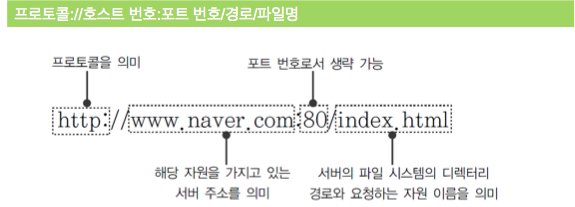 프로토콜://호스트 번호:포트 번호/경로/파일명
프로토콜을 의미
포트 번호로서 생략 가능
http://www.naver.com:80/index.html
해당 자원을 가지고 있는
서버 주소를 의미
서버의 파일 시스템의 디렉터리
경로와 요청하는 자원 이름을 의미